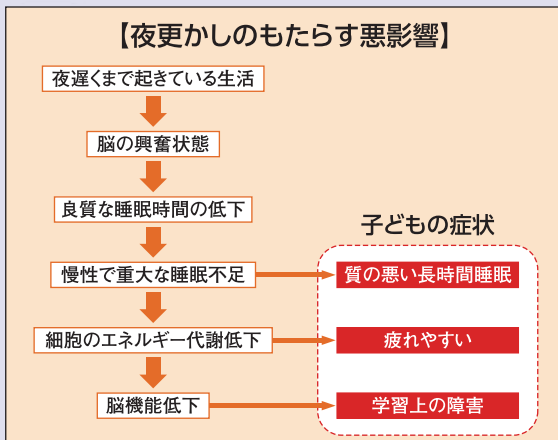 【夜更かしのもたらす悪影響】
夜遅くまで起きている生活
脳の興奮状態
良質な睡眠時間の低下
慢性で重大な睡眠不足
細胞のエネルギー代謝低下
脳機能低下
子どもの症状
質の悪い長時間睡眠
疲れやすい
学習上の障害